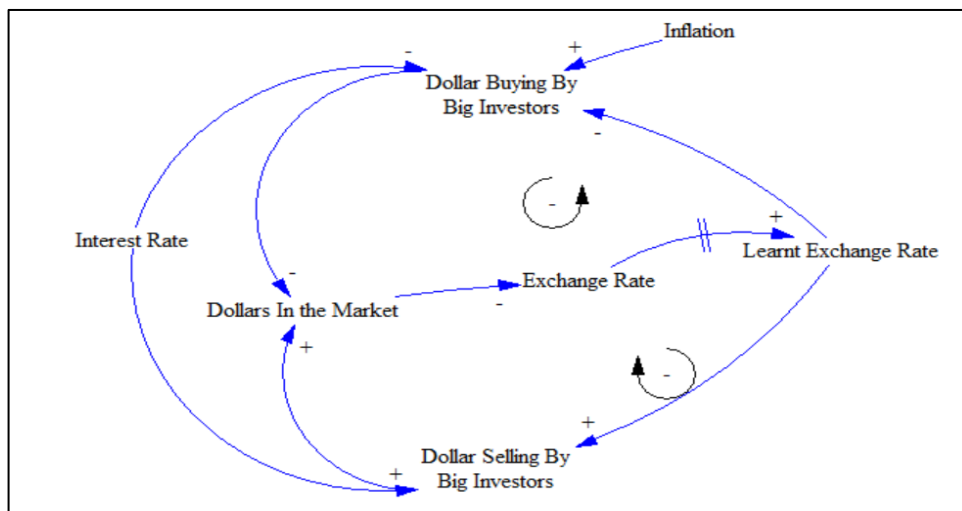 Inflation
+
-
Dollar Buying By
Big Investors
-
-
+
Interest Rate
Learnt Exchange Rate
-
Exchange Rate
Dollars In the Market
-
+
-
+
Dollar Selling By
Big Investors
+